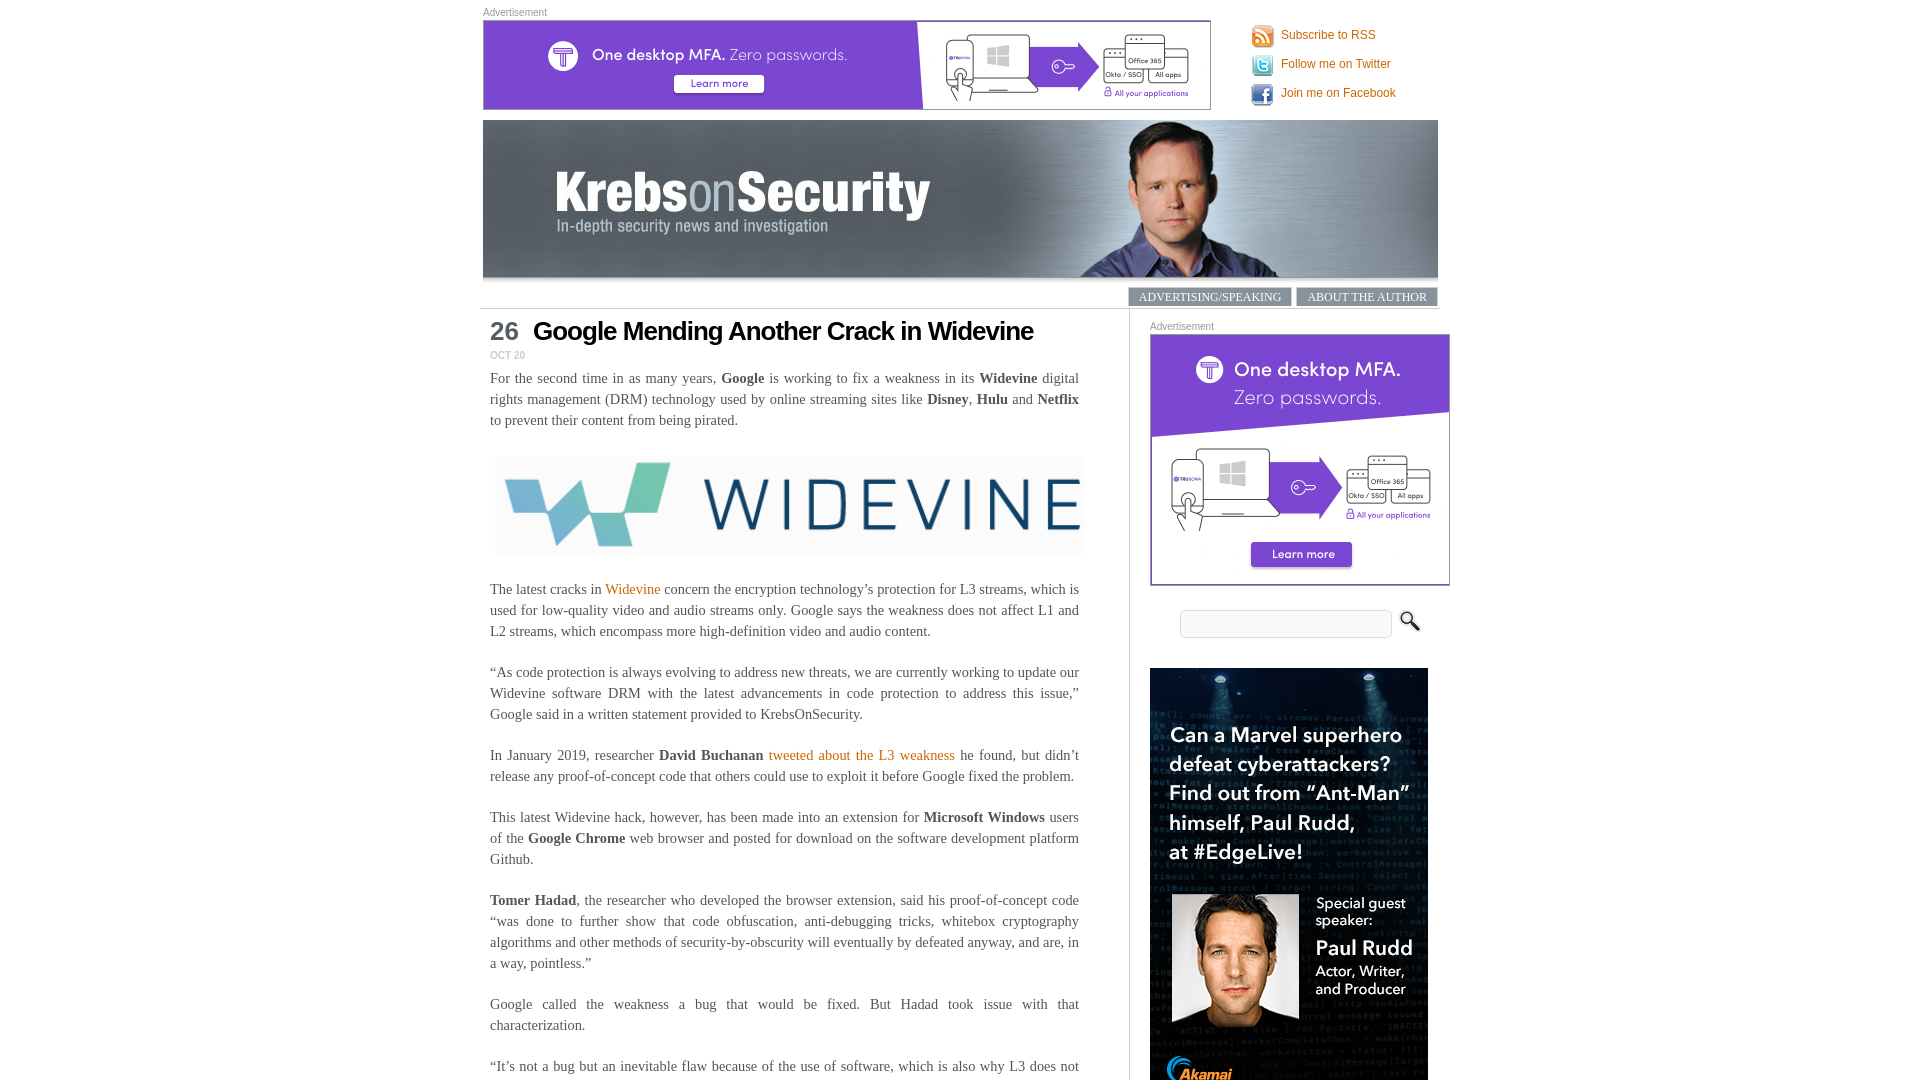 Advertisement
One desktop MFA. Zero passwords.
Learn more
TRUSONA
Office 365
Okta / SSO
All apps
All your applications
Subscribe to RSS
Follow me on Twitter
Join me on Facebook
KrebsonSecurity
In-depth security news and investigation
ADVERTISING/SPEAKING
ABOUT THE AUTHOR
26 Google Mending Another Crack in Widevine
OCT 20
For the second time in as many years, Google is working to fix a weakness in its Widevine digital
rights management (DRM) technology used by online streaming sites like Disney, Hulu and Netflix
to prevent their content from being pirated.
WIDEVINE
The latest cracks in Widevine concern the encryption technology’s protection for L3 streams, which is
used for low-quality video and audio streams only. Google says the weakness does not affect L1 and
L2 streams, which encompass more high-definition video and audio content.
“As code protection is always evolving to address new threats, we are currently working to update our
Widevine software DRM with the latest advancements in code protection to address this issue,”
Google said in a written statement provided to KrebsOnSecurity.
In January 2019, researcher David Buchanan tweeted about the L3 weakness he found, but didn’t
release any proof-of-concept code that others could use to exploit it before Google fixed the problem.
This latest Widevine hack, however, has been made into an extension for Microsoft Windows users
of the Google Chrome web browser and posted for download on the software development platform
Github.
Tomer Hadad, the researcher who developed the browser extension, said his proof-of-concept code
“was done to further show that code obfuscation, anti-debugging tricks, whitebox cryptography
algorithms and other methods of security-by-obscurity will eventually by defeated anyway, and are, in
a way, pointless.”
Google called the weakness a bug that would be fixed. But Hadad took issue with that
characterization.
“It’s not a bug but an inevitable flaw because of the use of software, which is also why L3 does not
Advertisement
One desktop MFA.
Zero passwords.
TRUSONA
Office 365
Okta / SSO
All apps
All your applications
Learn more
Can a Marvel superhero
defeat cyberattackers?
Find out from “Ant-Man”
himself, Paul Rudd,
at #EdgeLive!
Special guest
speaker:
Paul Rudd
Actor, Writer,
and Producer
Akamai